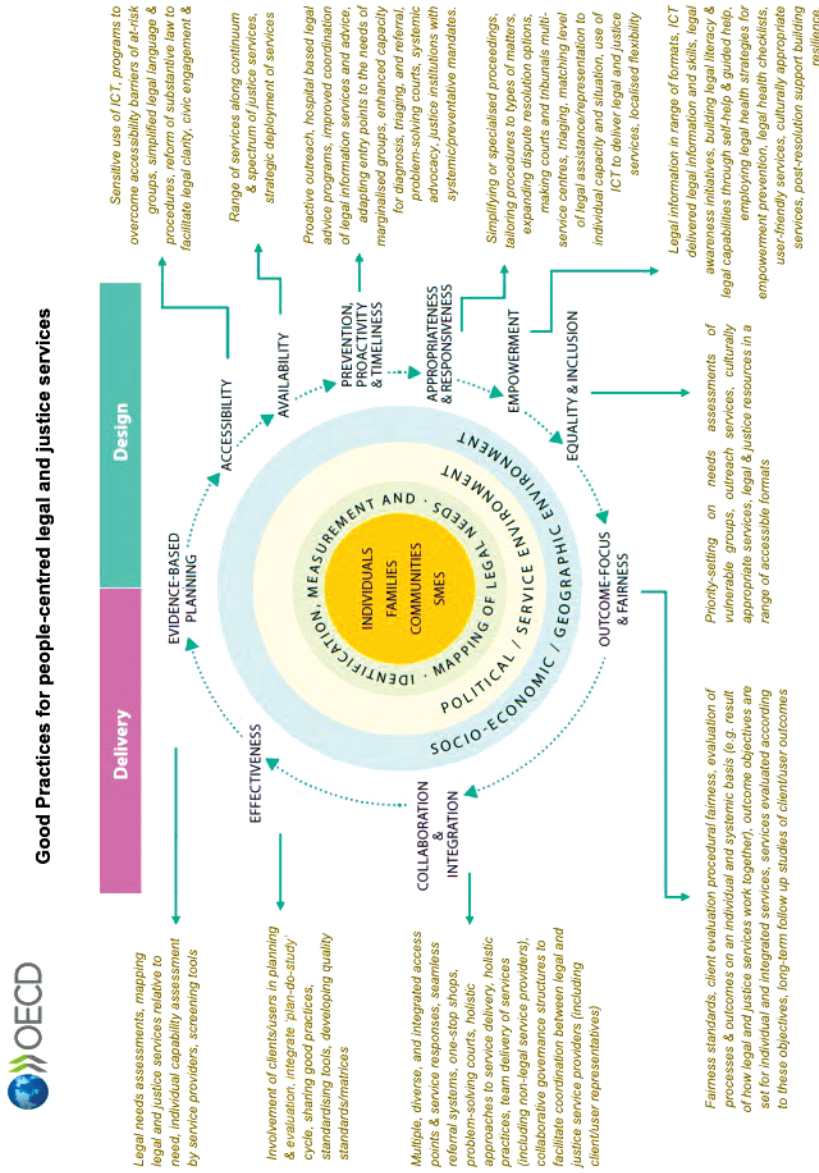 OECD
Good Practices for people-centred legal and justice services
Delivery
Design
EVIDENCE-BASED
PLANNING
ACCESSIBILITY
AVAILABILITY
PREVENTION,
PROACTIVITY
& TIMELINESS
APPROPRIATENESS
& RESPONSIVENESS
EMPOWERMENT
EQUALITY & INCLUSION
OUTCOME-FOCUS
& FAIRNESS
COLLABORATION
&
INTEGRATION
EFFECTIVENESS
INDIVIDUALS
FAMILIES
COMMUNITIES
SMES
IDENTIFICATION, MEASUREMENT AND ·
· MAPPING OF LEGAL NEEDS
POLITICAL / SERVICE ENVIRONMENT
SOCIO-ECONOMIC / GEOGRAPHIC ENVIRONMENT
Legal needs assessments, mapping
legal and justice services relative to
need, individual capability assessment
by service providers, screening tools
Involvement of clients/users in planning
& evaluation, integrate 'plan-do-study'
cycle, sharing good practices,
standardising tools, developing quality
standards/matrices
Multiple, diverse, and integrated access
points & service responses, seamless
referral systems, one-stop shops,
problem-solving courts, holistic
approaches to service delivery, holistic
practices, team delivery of services
(including non-legal service providers),
collaborative governance structures to
facilitate coordination between legal and
justice service providers (including
client/user representatives)
Fairness standards, client evaluation procedural fairness, evaluation of
processes & outcomes on an individual and systemic basis (e.g. result
of how legal and justice services work together), outcome objectives are
set for individual and integrated services, services evaluated according
to these objectives, long-term follow up studies of client/user outcomes
Priority-setting on needs assessments of
vulnerable groups, outreach services, culturally
appropriate services, legal & justice resources in a
range of accessible formats
Sensitive use of ICT, programs to
overcome accessibility barriers of at-risk
groups, simplified legal language &
procedures, reform of substantive law to
facilitate legal clarity, civic engagement &
Range of services along continuum
& spectrum of justice services,
strategic deployment of services
Proactive outreach, hospital based legal
advice programs, improved coordination
of legal information services and advice,
adapting entry points to the needs of
marginalised groups, enhanced capacity
for diagnosis, triaging, and referral,
problem-solving courts, systemic
advocacy, justice institutions with
systemic/preventative mandates.
Simplifying or specialised proceedings,
tailoring procedures to types of matters,
expanding dispute resolution options,
making courts and tribunals multi-
service centres, triaging, matching level
of legal assistance/representation to
individual capacity and situation, use of
ICT to deliver legal and justice
services, localised flexibility
Legal information in range of formats, ICT
delivered legal information and skills, legal
awareness initiatives, building legal literacy &
legal capabilities through self-help & guided help,
employing legal health strategies for
empowerment prevention, legal health checklists,
user-friendly services, culturally appropriate
services, post-resolution support building
resilience.